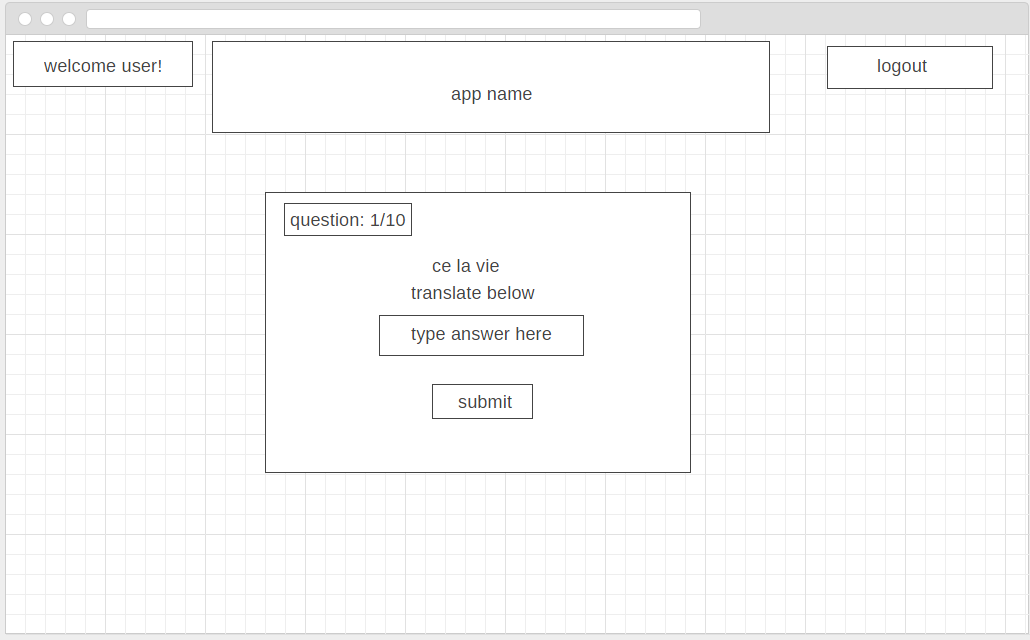 welcome user!
app name
logout
question: 1/10
ce la vie
translate below
type answer here
submit